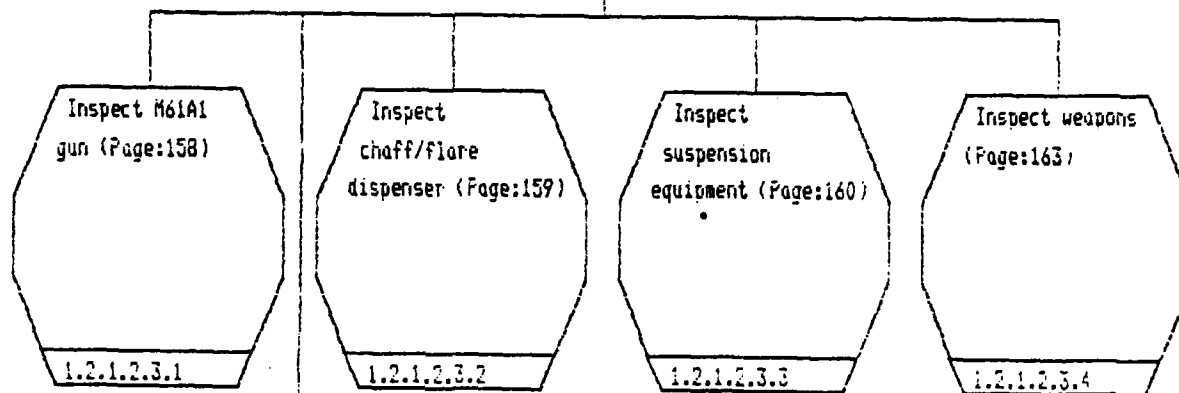 Inspect M61A1
gun (Page:158)
1.2.1.2.3.1
Inspect
chaff/flare
dispenser (Page:159)
1.2.1.2.3.2
Inspect
suspension
equipment (Page:160)
1.2.1.2.3.3
Inspect weapons
(Page:163)
1.2.1.2.3.4